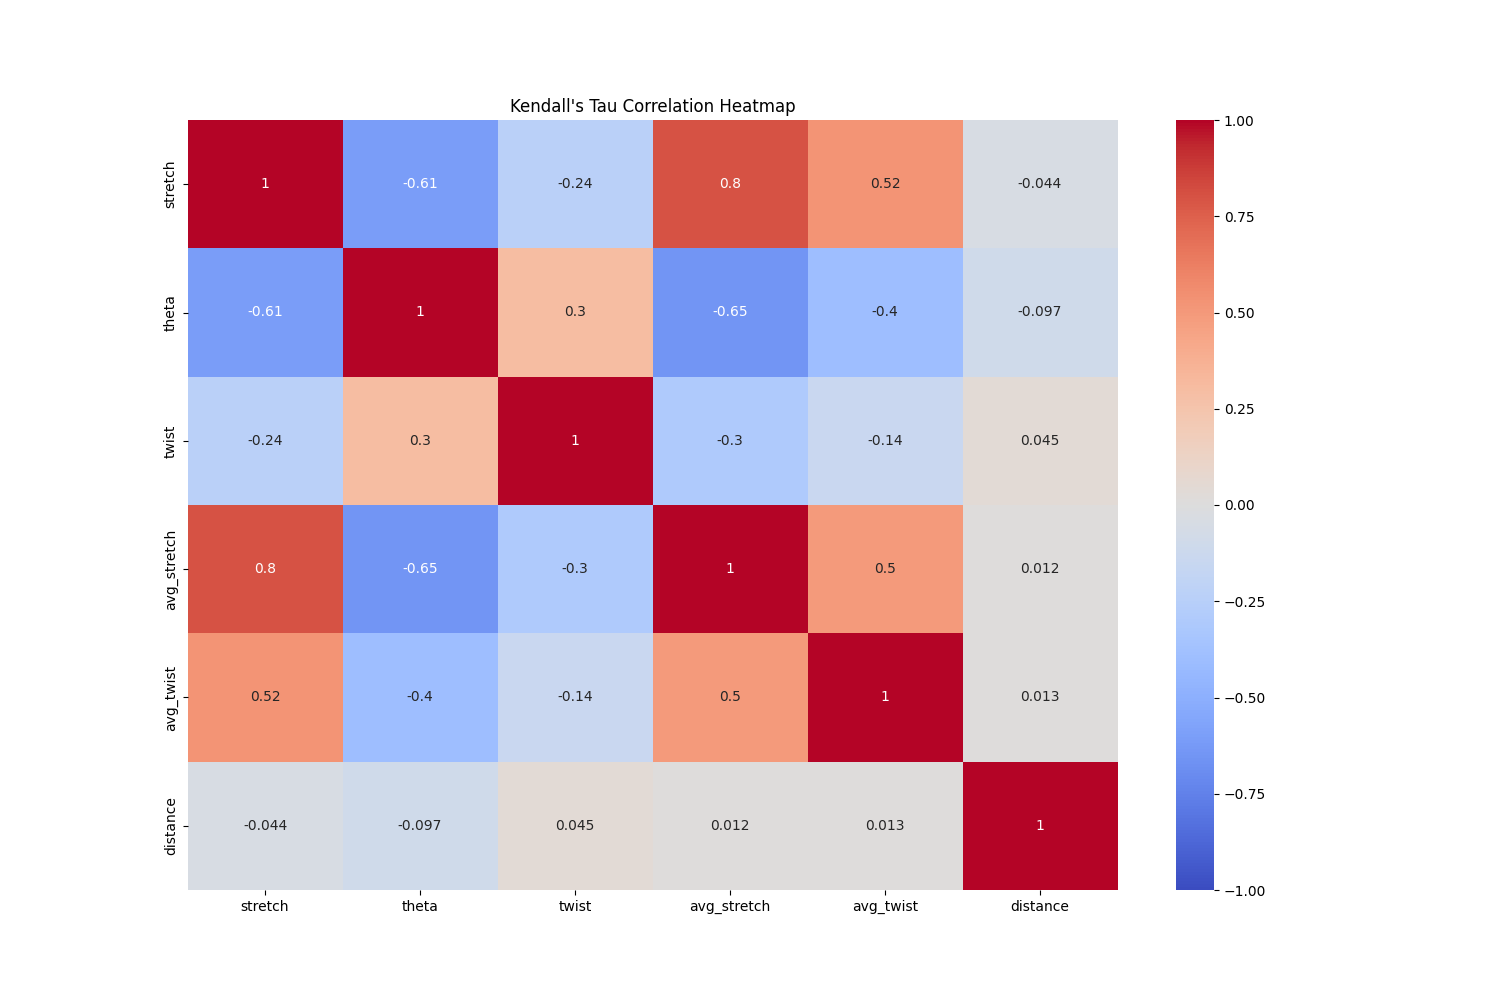 Kendall's Tau Correlation Heatmap
stretch 1 -0.61 -0.24 0.8 0.52 -0.044
theta -0.61 1 0.3 -0.65 -0.4 -0.097
twist -0.24 0.3 1 -0.3 -0.14 0.045
avg_stretch 0.8 -0.65 -0.3 1 0.5 0.012
avg_twist 0.52 -0.4 -0.14 0.5 1 0.013
distance -0.044 -0.097 0.045 0.012 0.013 1
stretch theta twist avg_stretch avg_twist distance
1.00
0.75
0.50
0.25
0.00
−0.25
−0.50
−0.75
−1.00